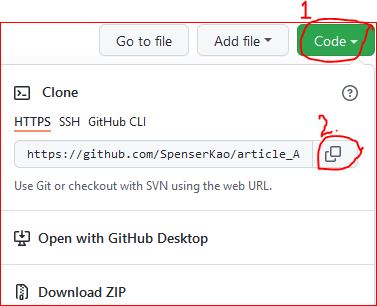 1
Go to file Add file Code
Clone
HTTPS SSH GitHub CLI
2.
https://github.com/SpenserKao/article_A
Use Git or checkout with SVN using the web URL.
Open with GitHub Desktop
Download ZIP